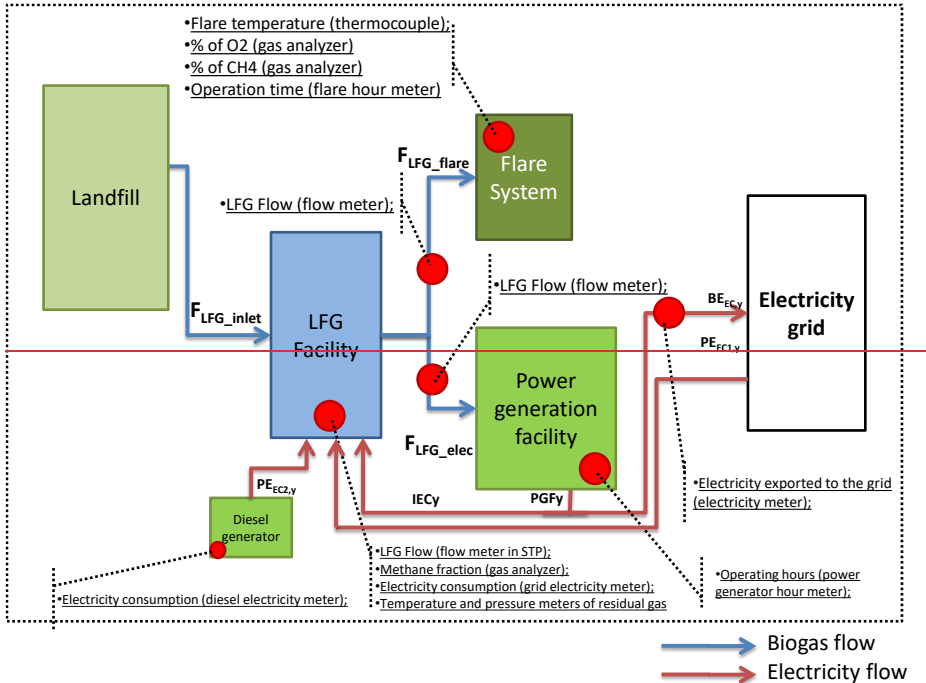 •Flare temperature (thermocouple);
•% of O2 (gas analyzer)
•% of CH4 (gas analyzer)
•Operation time (flare hour meter)
Landfill
FLFG_flare
Flare
System
•LFG Flow (flow meter);
•LFG Flow (flow meter);
FLFG_inlet
LFG
Facility
BEEC,y
Electricity
grid
PEEC1,y
Power
generation
facility
FLFG_elec
PEEC2,y
IECy
PGFy
•Electricity exported to the grid
(electricity meter);
Diesel
generator
•LFG Flow (flow meter in STP);
•Methane fraction (gas analyzer);
•Electricity consumption (grid electricity meter);
•Temperature and pressure meters of residual gas
•Operating hours (power
generator hour meter);
•Electricity consumption (diesel electricity meter);
Biogas flow
Electricity flow